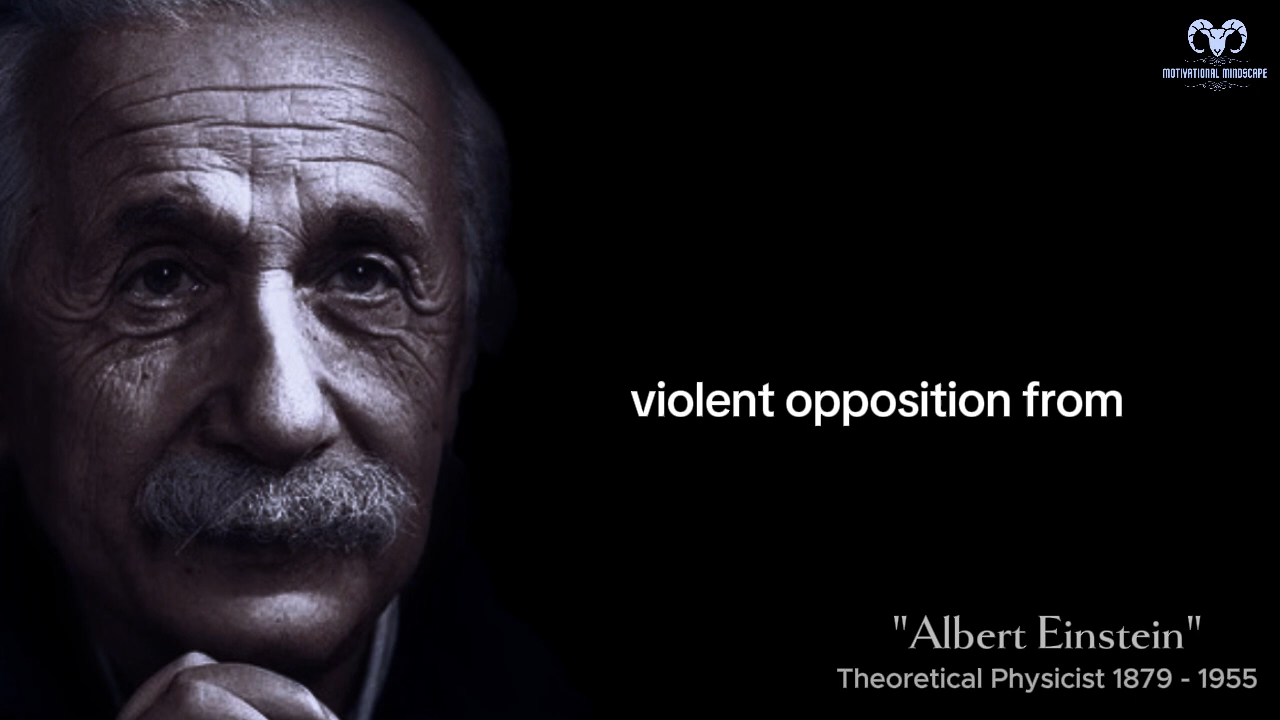 MOTIVATIONAL MINDSCAPE
violent opposition from
"Albert Einstein"
Theoretical Physicist 1879 - 1955